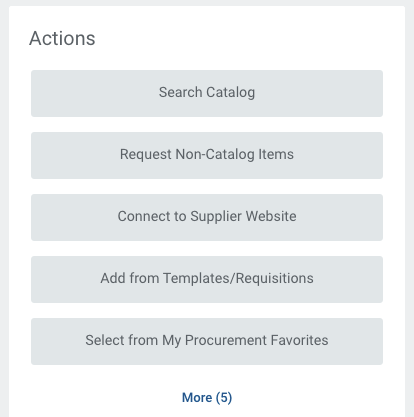 Actions
Search Catalog
Request Non-Catalog Items
Connect to Supplier Website
Add from Templates/Requisitions
Select from My Procurement Favorites
More (5)